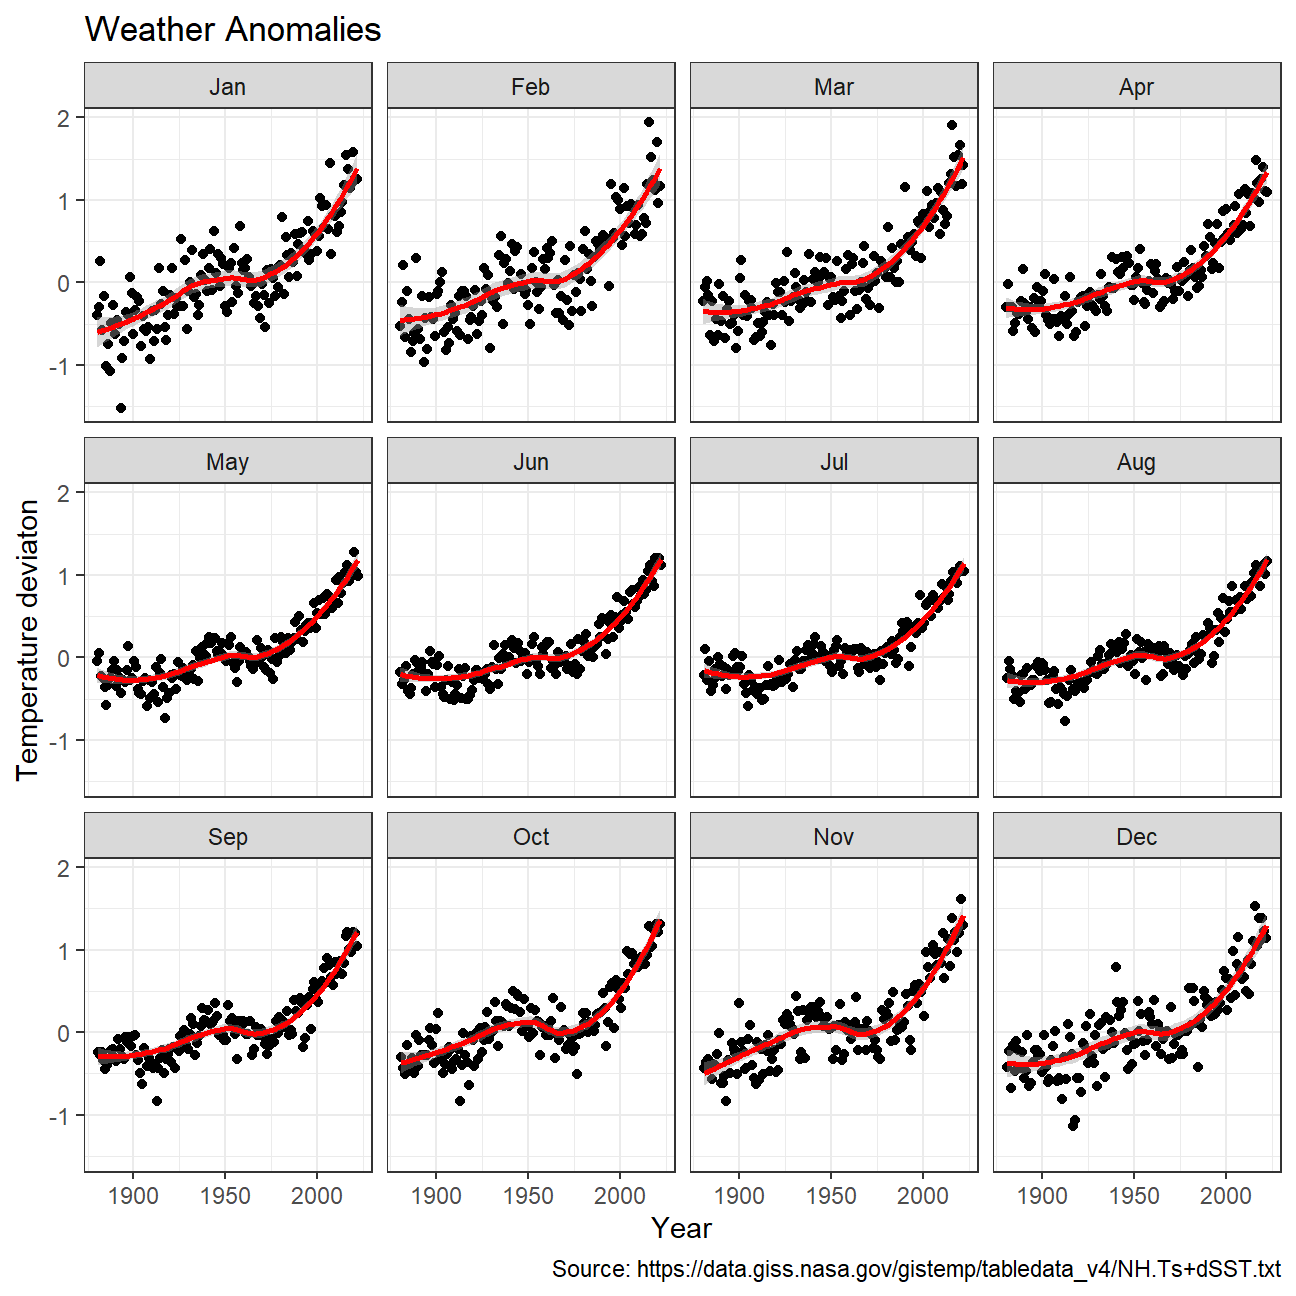 Weather Anomalies
Jan Feb Mar Apr
2
1
0
-1
May Jun Jul Aug
2
1
0
-1
Sep Oct Nov Dec
2
1
0
-1
Temperature deviaton
1900 1950 2000 1900 1950 2000 1900 1950 2000 1900 1950 2000
Year
Source: https://data.giss.nasa.gov/gistemp/tabledata_v4/NH.Ts+dSST.txt